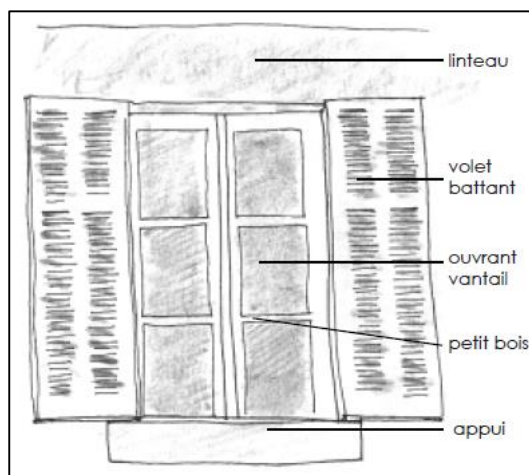 linteau
volet
battant
ouvrant
vantail
petit bois
appui